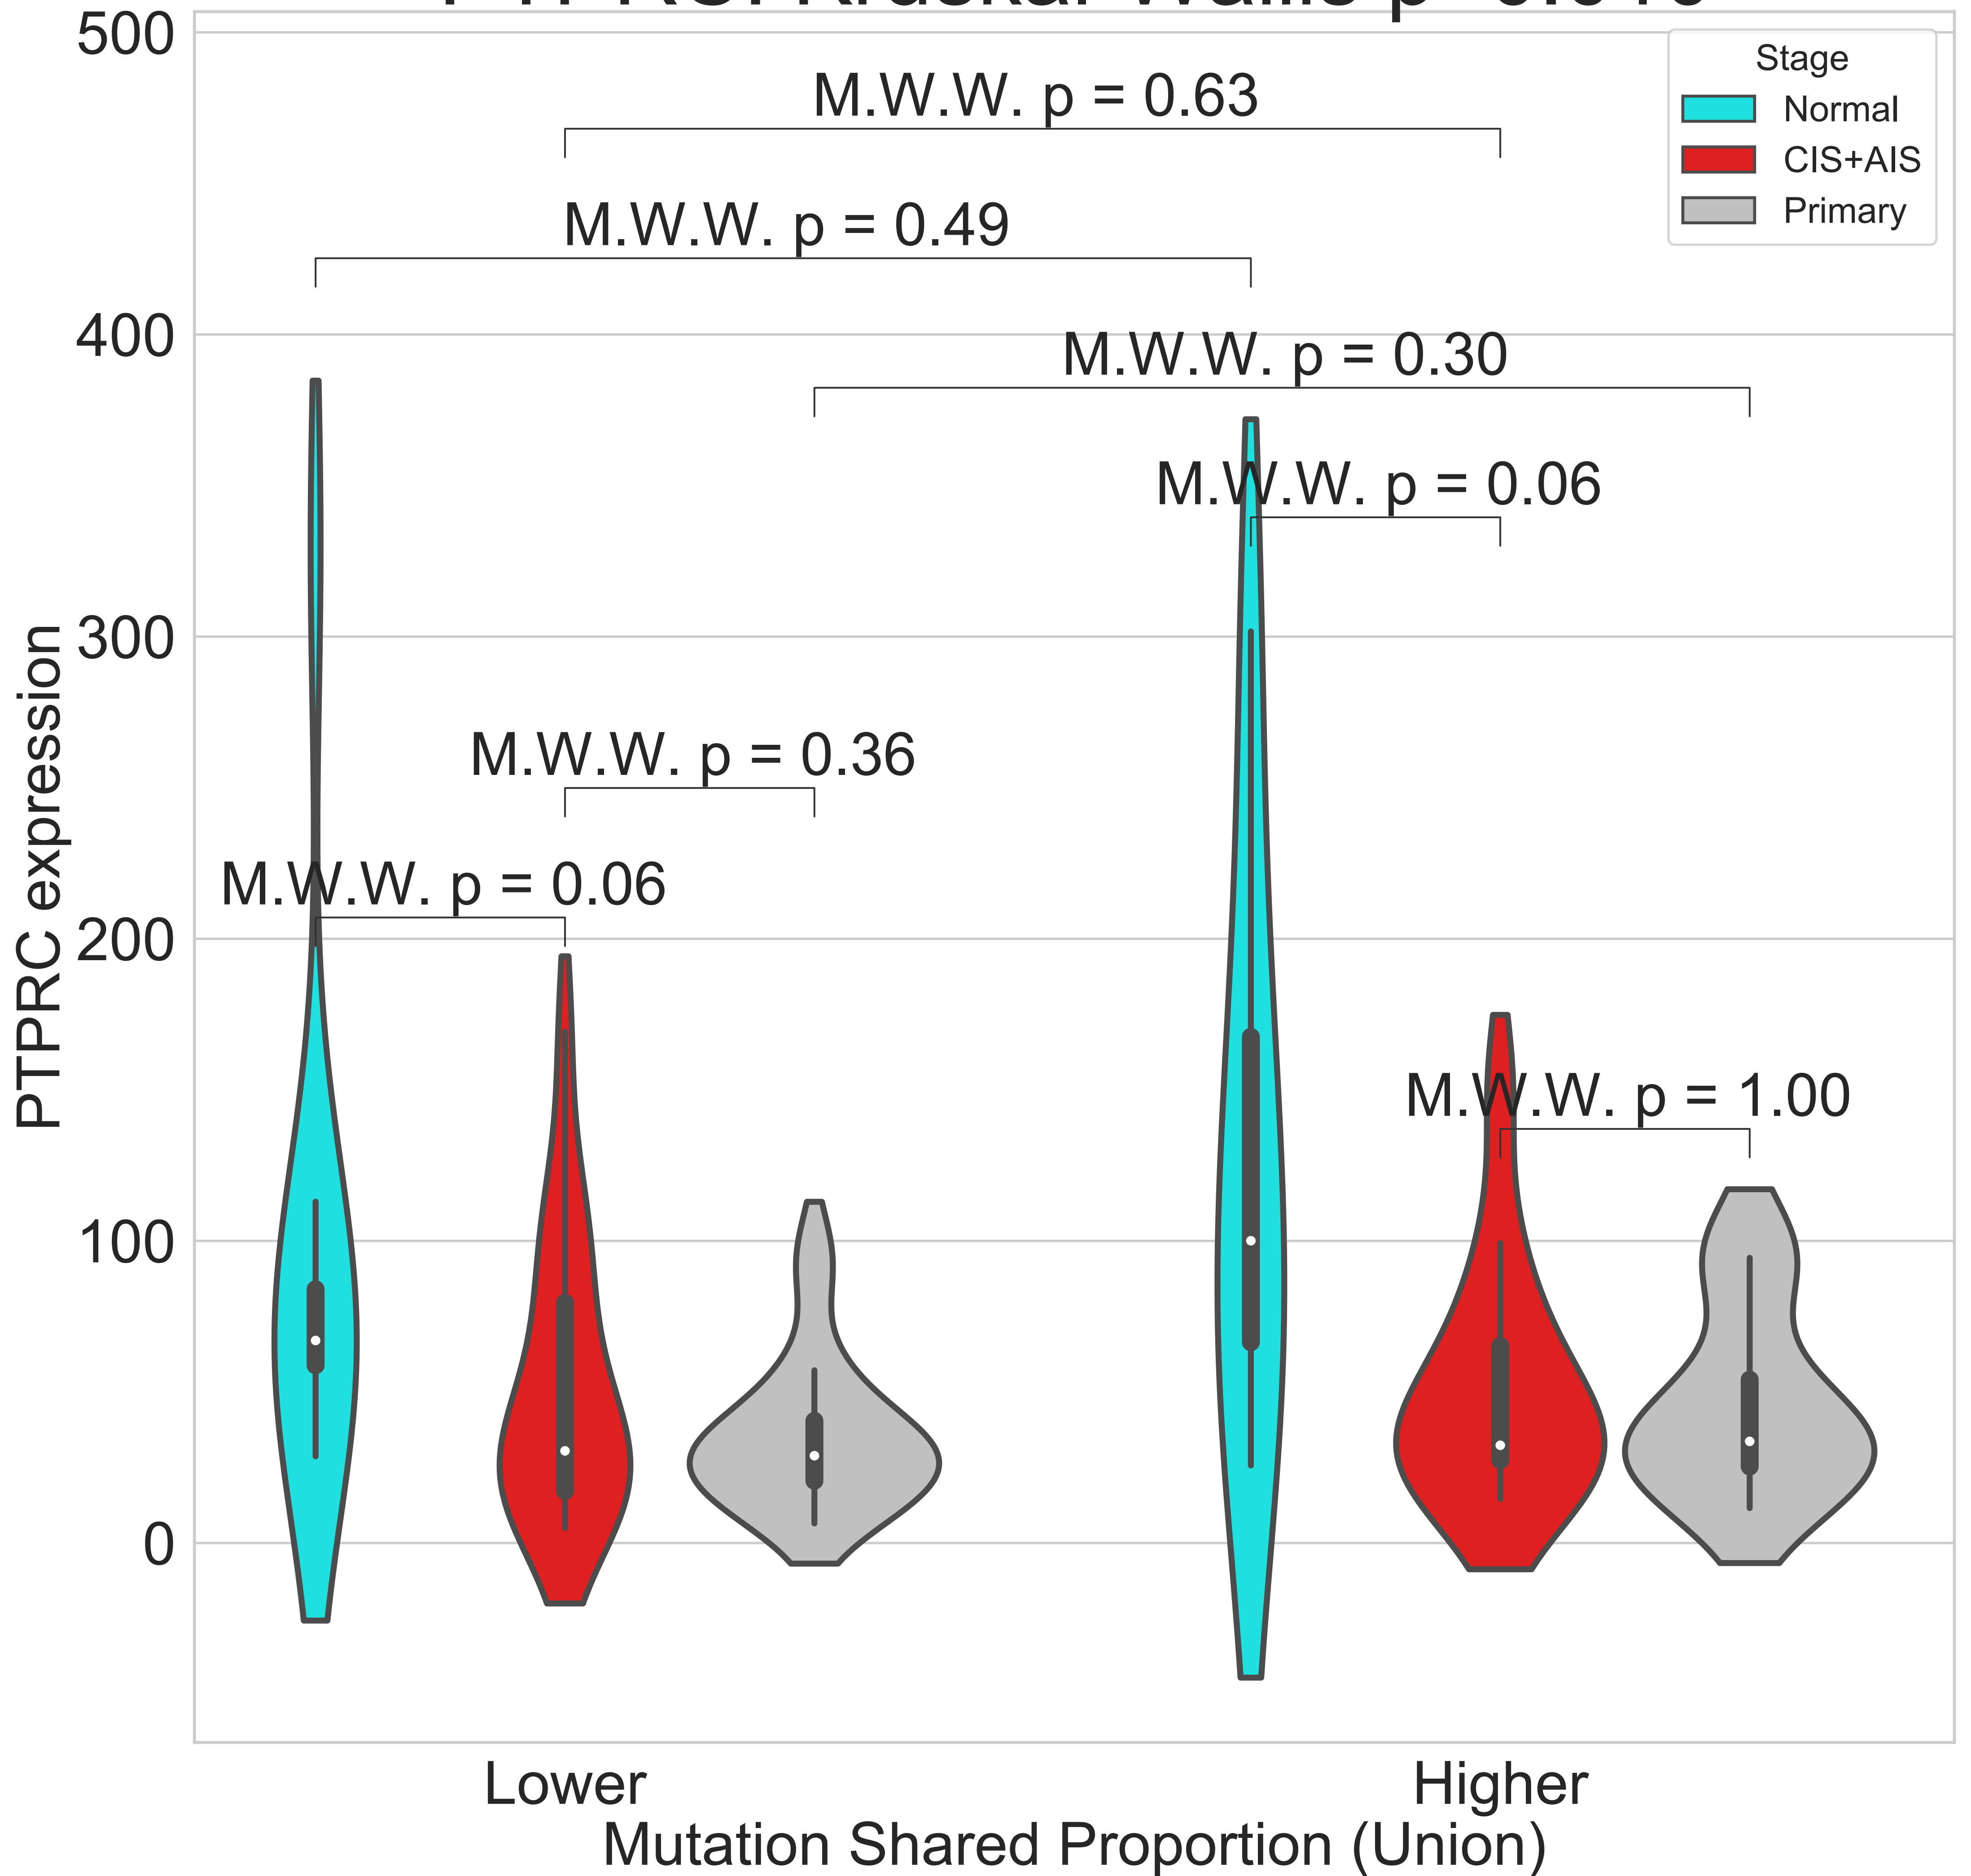 500
Stage
Normal
CIS+AIS
Primary
M.W.W. p = 0.63
M.W.W. p = 0.49
400
M.W.W. p = 0.30
M.W.W. p = 0.06
300
M.W.W. p = 0.36
M.W.W. p = 0.06
200
M.W.W. p = 1.00
100
0
PTPRC expression
Lower
Higher
Mutation Shared Proportion (Union)